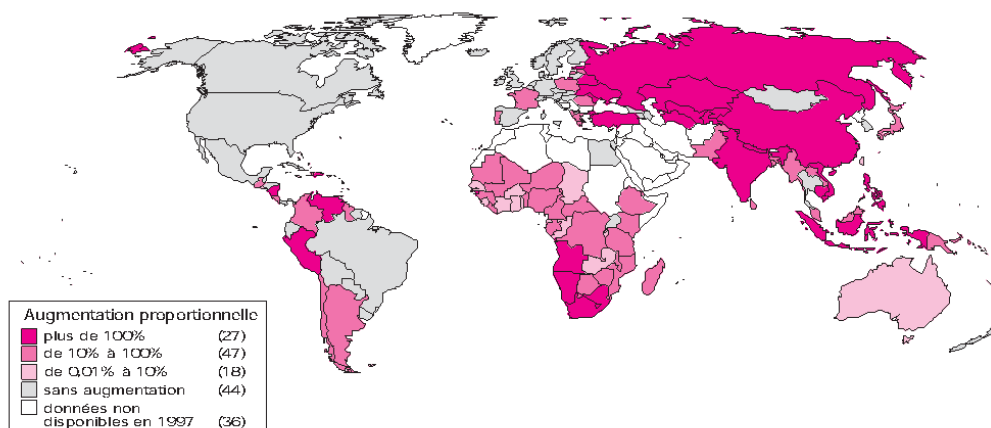 Augmentation proportionnelle
plus de 100% (27)
de 10% à 100% (47)
de 0,01% à 10% (18)
sans augmentation (44)
données non
disponibles en 1997 (36)